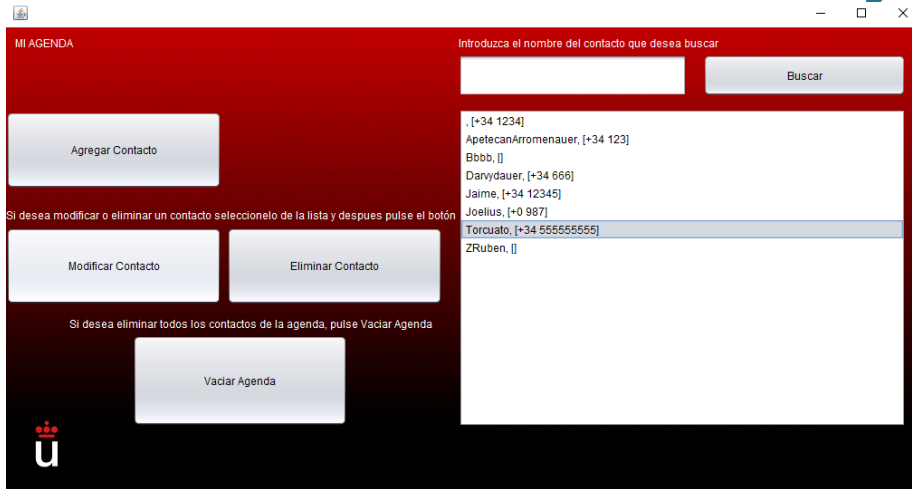 MI AGENDA
Introduzca el nombre del contacto que desea buscar
Buscar
Agregar Contacto
, [+34 1234]
ApetecanArromenauer, [+34 123]
Bbbb, []
Darvydauer, [+34 666]
Jaime, [+34 12345]
Joelius, [+0 987]
Torcuato, [+34 555555555]
ZRuben, []
Si desea modificar o eliminar un contacto seleccionelo de la lista y despues pulse el botón
Modificar Contacto
Eliminar Contacto
Si desea eliminar todos los contactos de la agenda, pulse Vaciar Agenda
Vaciar Agenda
u